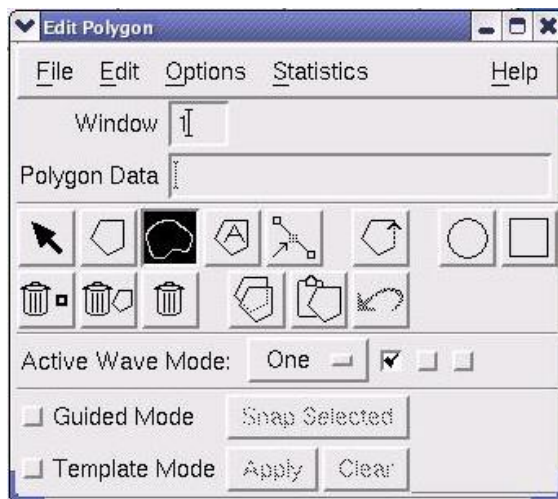 Edit Polygon
File Edit Options Statistics Help
Window 1
Polygon Data
A
Active Wave Mode: One
Guided Mode Snap Selected
Template Mode Apply Clear